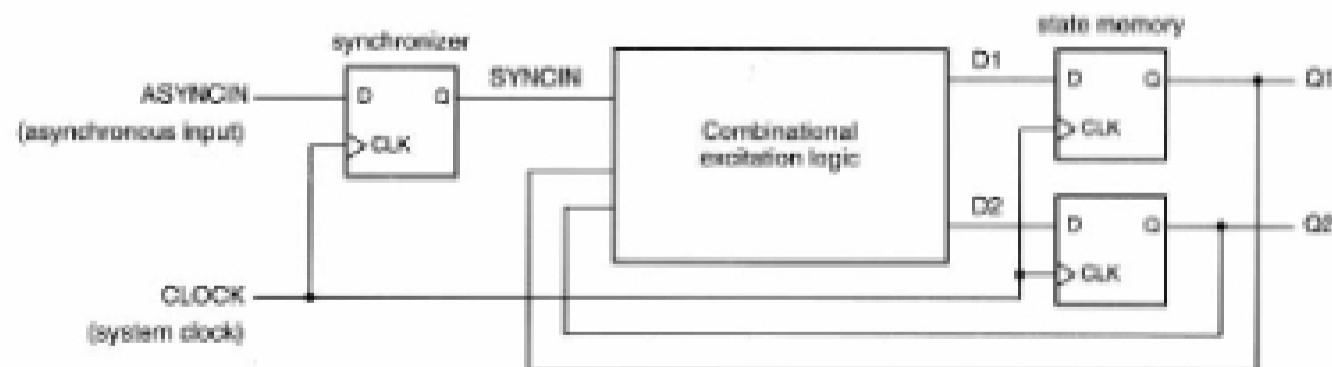 synchronizer
state memory
ASYNCIN
(asynchronous input)
D Q
CLK
SYNCIN
Combinational
excitation logic
D1
D Q
CLK
Q1
D2
D Q
CLK
Q2
CLOCK
(system clock)